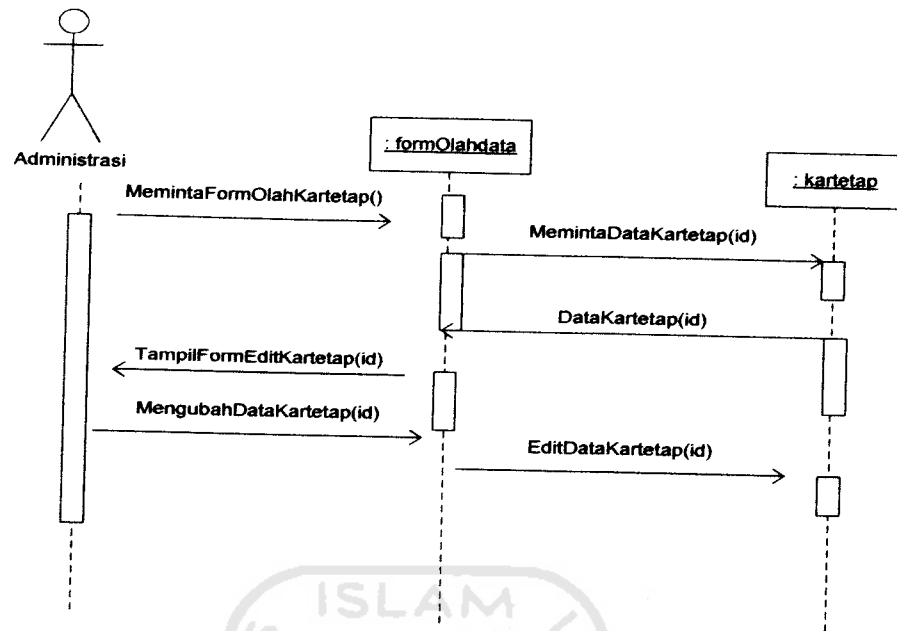 : formOlahdata
Administrasi
: kartetap
MemintaFormOlahKartetap()
MemintaDataKartetap(id)
DataKartetap(id)
TampilFormEditKartetap(id)
MengubahDataKartetap(id)
EditDataKartetap(id)
ISLAM